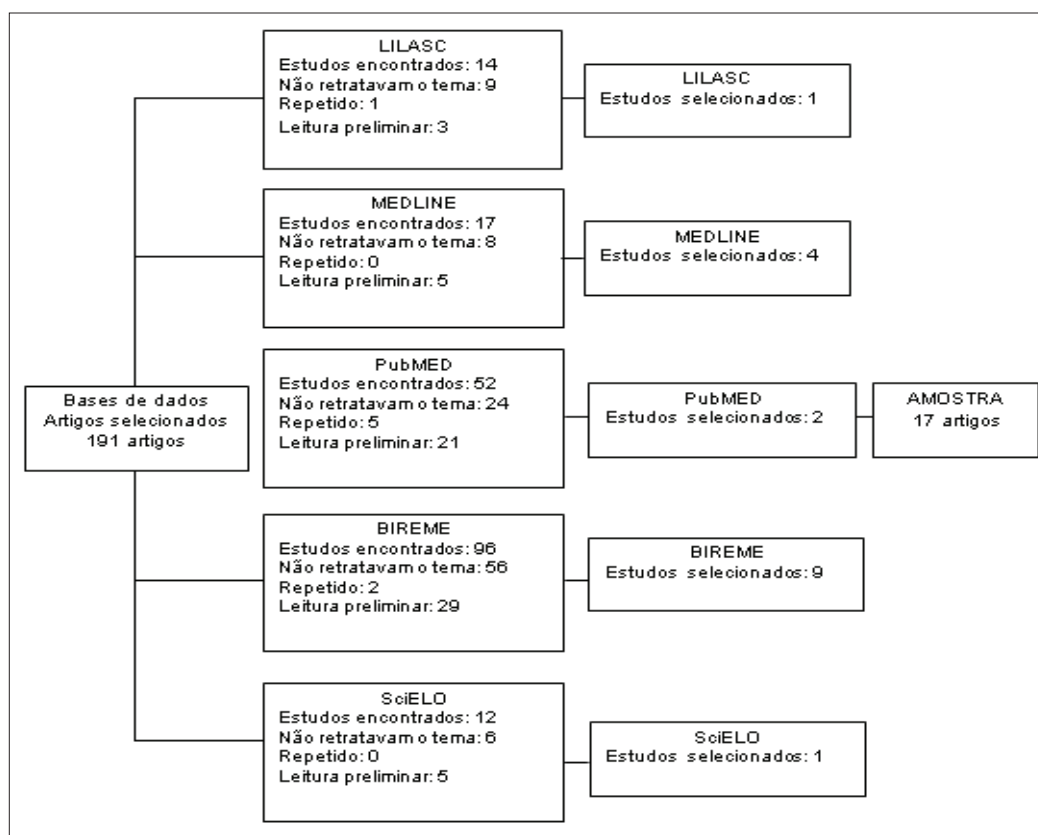 LILASC
Estudos encontrados: 14
Não retratavam o tema: 9
Repetido: 1
Leitura preliminar: 3
LILASC
Estudos selecionados: 1
MEDLINE
Estudos encontrados: 17
Não retratavam o tema: 8
Repetido: 0
Leitura preliminar: 5
MEDLINE
Estudos selecionados: 4
Bases de dados
Artigos selecionados
191 artigos
PubMED
Estudos encontrados: 52
Não retratavam o tema: 24
Repetido: 5
Leitura preliminar: 21
PubMED
Estudos selecionados: 2
AMOSTRA
17 artigos
BIREME
Estudos encontrados: 96
Não retratavam o tema: 56
Repetido: 2
Leitura preliminar: 29
BIREME
Estudos selecionados: 9
SciELO
Estudos encontrados: 12
Não retratavam o tema: 6
Repetido: 0
Leitura preliminar: 5
SciELO
Estudos selecionados: 1